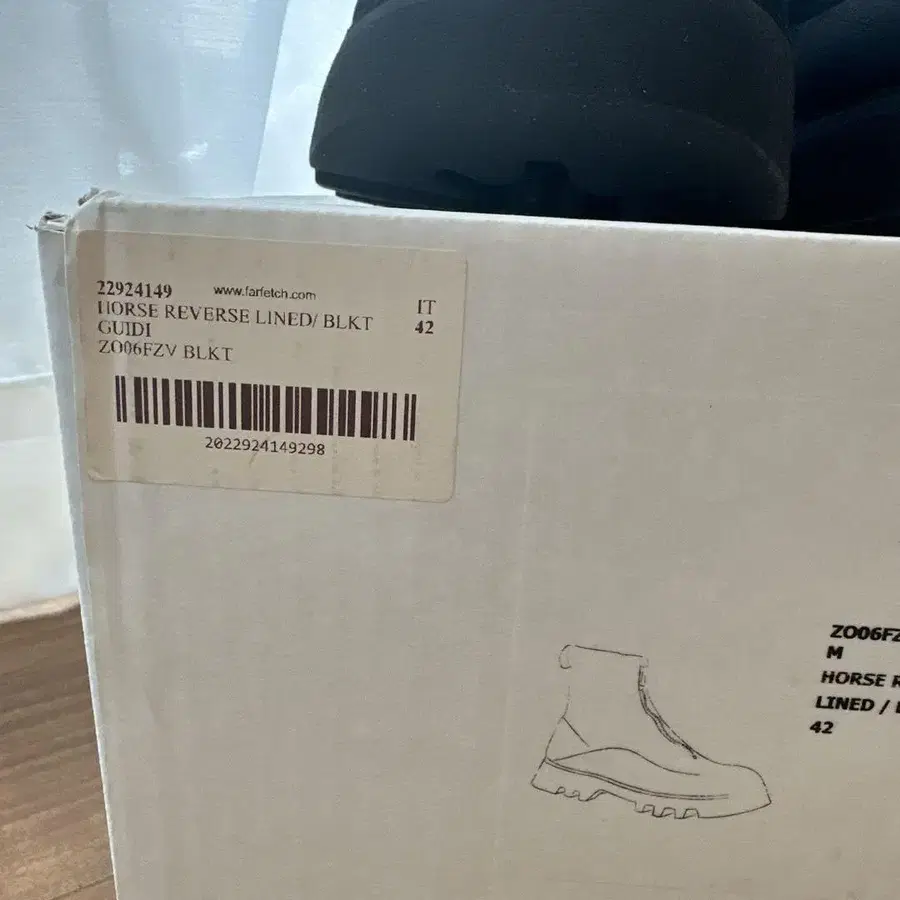 22924149 www.farfetch.com IT
HORSE REVERSE LINED/ BLKT 42
GUIDI
ZO06FZV BLKT
2022924149298
ZO06FZ
M
HORSE R
LINED /
42